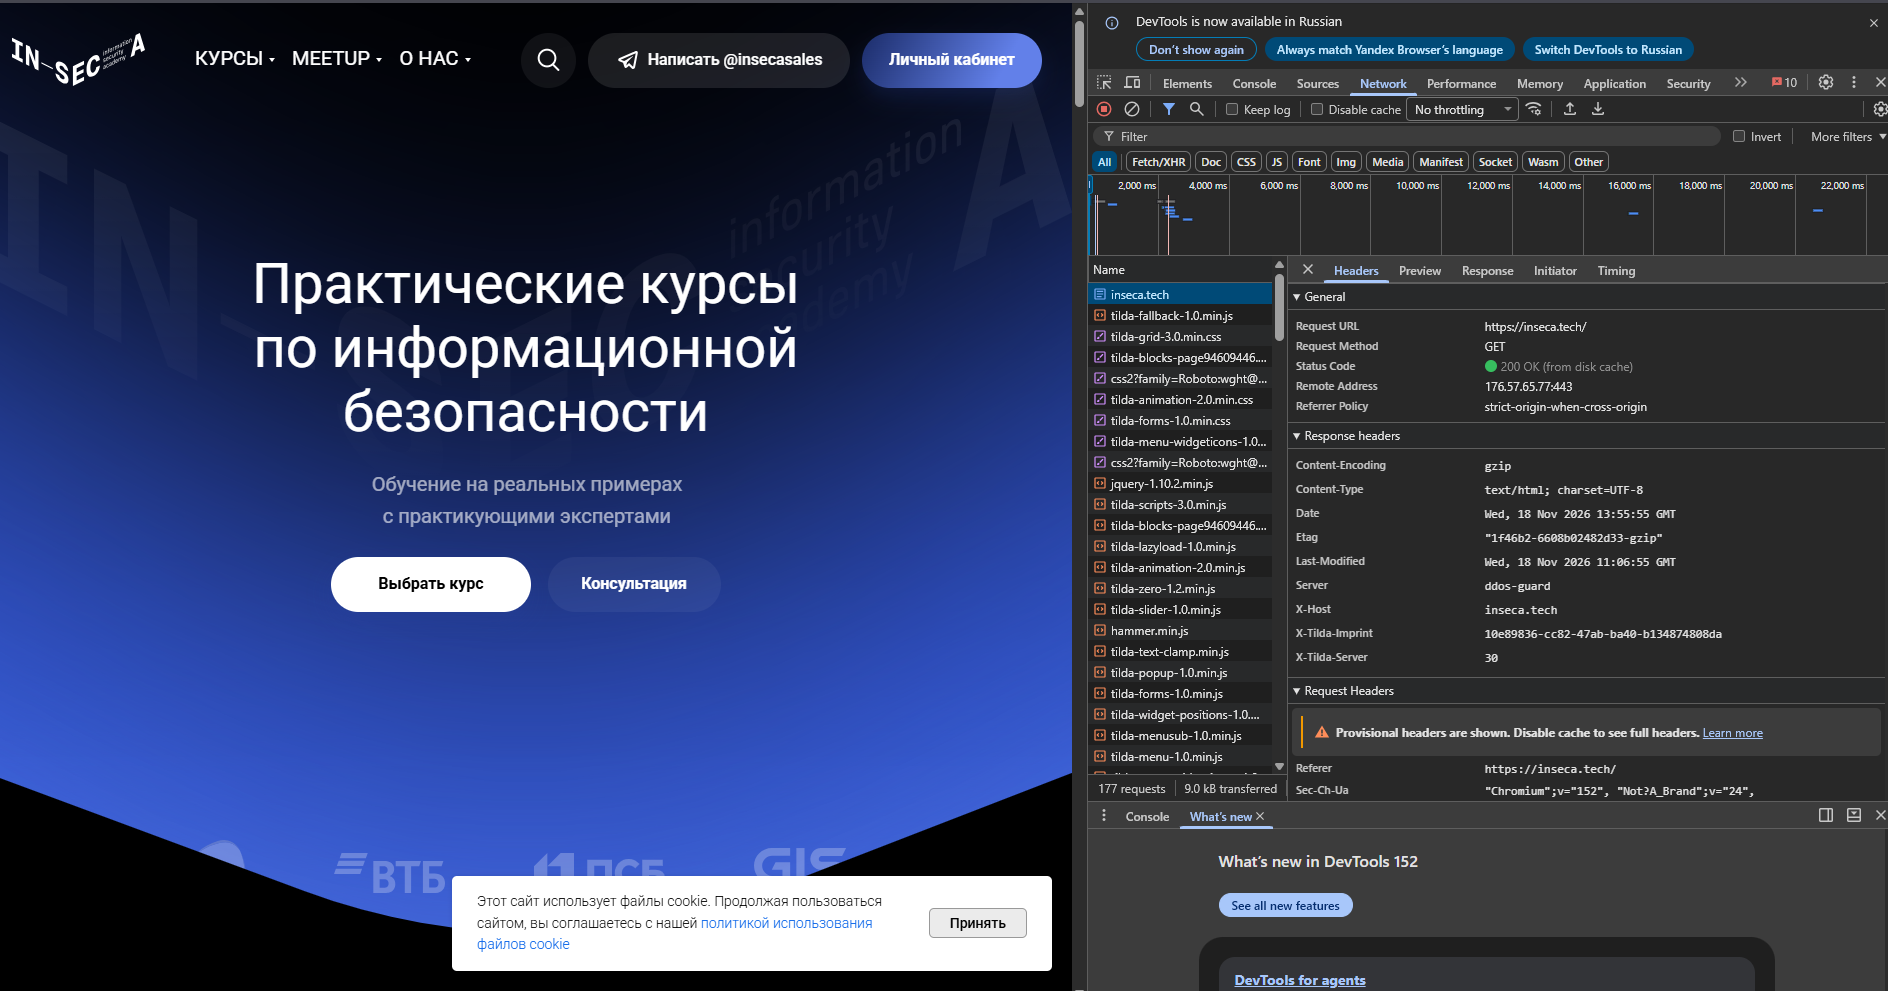 IN-SEC-A
information
security
academy
КУРСЫ
MEETUP
О НАС
Написать @insecasales
Личный кабинет
information
security
academy
Практические курсы
по информационной
безопасности
Обучение на реальных примерах
с практикующими экспертами
Выбрать курс
Консультация
ВТБ
ПСБ
GIS
Этот сайт использует файлы cookie. Продолжая пользоваться
сайтом, вы соглашаетесь с нашей политикой использования
файлов cookie
Принять
DevTools is now available in Russian
Don't show again
Always match Yandex Browser's language
Switch DevTools to Russian
Elements Console Sources Network Performance Memory Application Security 10
Keep log Disable cache No throttling
Filter Invert More filters
All Fetch/XHR Doc CSS JS Font Img Media Manifest Socket Wasm Other
2,000 ms 4,000 ms 6,000 ms 8,000 ms 10,000 ms 12,000 ms 14,000 ms 16,000 ms 18,000 ms 20,000 ms 22,000 ms
Name
inseca.tech
tilda-fallback-1.0.min.js
tilda-grid-3.0.min.css
tilda-blocks-page94609446....
css2?family=Roboto:wght@...
tilda-animation-2.0.min.css
tilda-forms-1.0.min.css
tilda-menu-widgeticons-1.0...
css2?family=Roboto:wght@...
jquery-1.10.2.min.js
tilda-scripts-3.0.min.js
tilda-blocks-page94609446....
tilda-lazyload-1.0.min.js
tilda-animation-2.0.min.js
tilda-zero-1.2.min.js
tilda-slider-1.0.min.js
hammer.min.js
tilda-text-clamp.min.js
tilda-popup-1.0.min.js
tilda-forms-1.0.min.js
tilda-widget-positions-1.0....
tilda-menusub-1.0.min.js
tilda-menu-1.0.min.js
177 requests 9.0 kB transferred
Headers Preview Response Initiator Timing
General
Request URL https://inseca.tech/
Request Method GET
Status Code 200 OK (from disk cache)
Remote Address 176.57.65.77:443
Referrer Policy strict-origin-when-cross-origin
Response headers
Content-Encoding gzip
Content-Type text/html; charset=UTF-8
Date Wed, 18 Nov 2026 13:55:55 GMT
Etag "1f46b2-6608b02482d33-gzip"
Last-Modified Wed, 18 Nov 2026 11:06:55 GMT
Server ddos-guard
X-Host inseca.tech
X-Tilda-Imprint 10e89836-cc82-47ab-ba40-b134874808da
X-Tilda-Server 30
Request Headers
Provisional headers are shown. Disable cache to see full headers. Learn more
Referer https://inseca.tech/
Sec-Ch-Ua "Chromium";v="152", "Not?A_Brand";v="24",
Console What's new
What's new in DevTools 152
See all new features
DevTools for agents